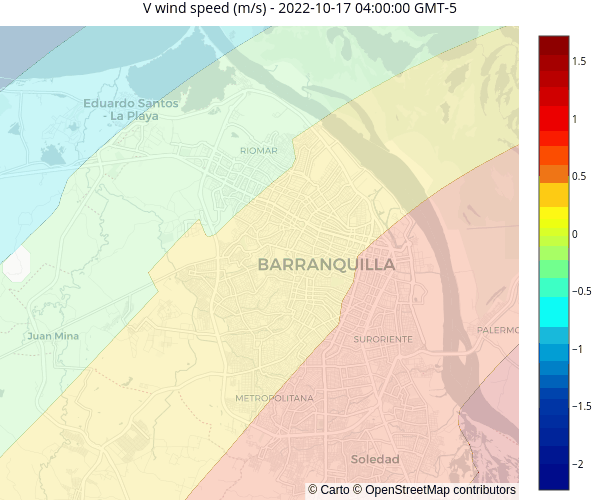 V wind speed (m/s) - 2022-10-17 04:00:00 GMT-5
1.5
Eduardo Santos
- La Playa
1
RIOMAR
0.5
0
BARRANQUILLA
−0.5
Juan Mina
SURORIENTE
PALERMO
−1
METROPOLITANA
−1.5
Soledad
−2
© Carto © OpenStreetMap contributors